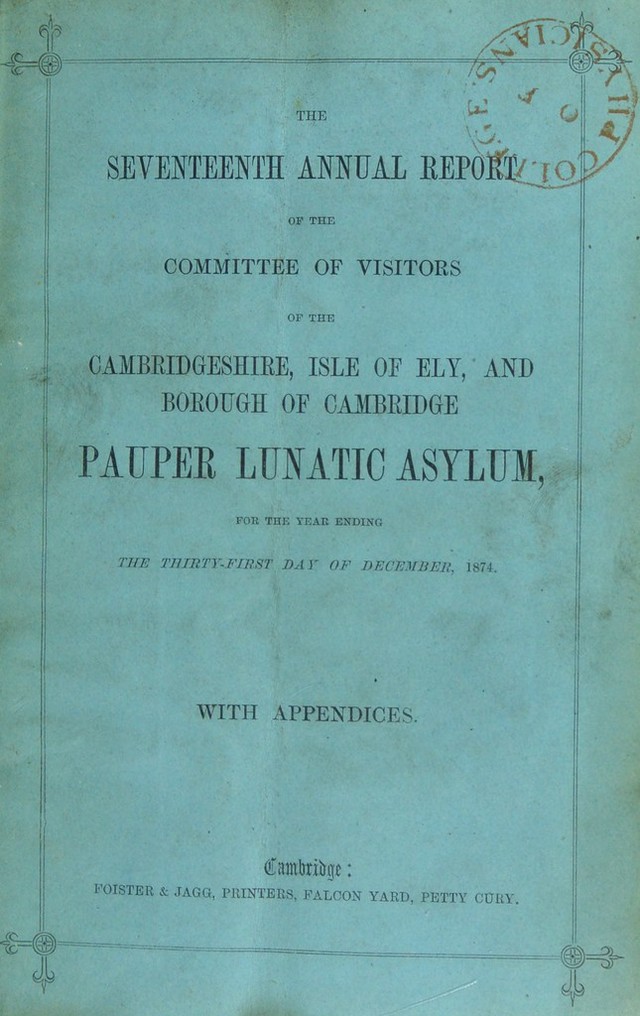 THE
SEVENTEENTH ANNUAL REPORT
OF THE
COMMITTEE OF VISITORS
OF THE
CAMBRIDGESHIRE, ISLE OF ELY, AND
BOROUGH OF CAMBRIDGE
PAUPER LUNATIC ASYLUM,
FOR THE YEAR ENDING
THE THIRTY-FIRST DAY OF DECEMBER, 1874.
WITH APPENDICES.
Cambridge:
FOISTER & JAGG, PRINTERS, FALCON YARD, PETTY CURY.